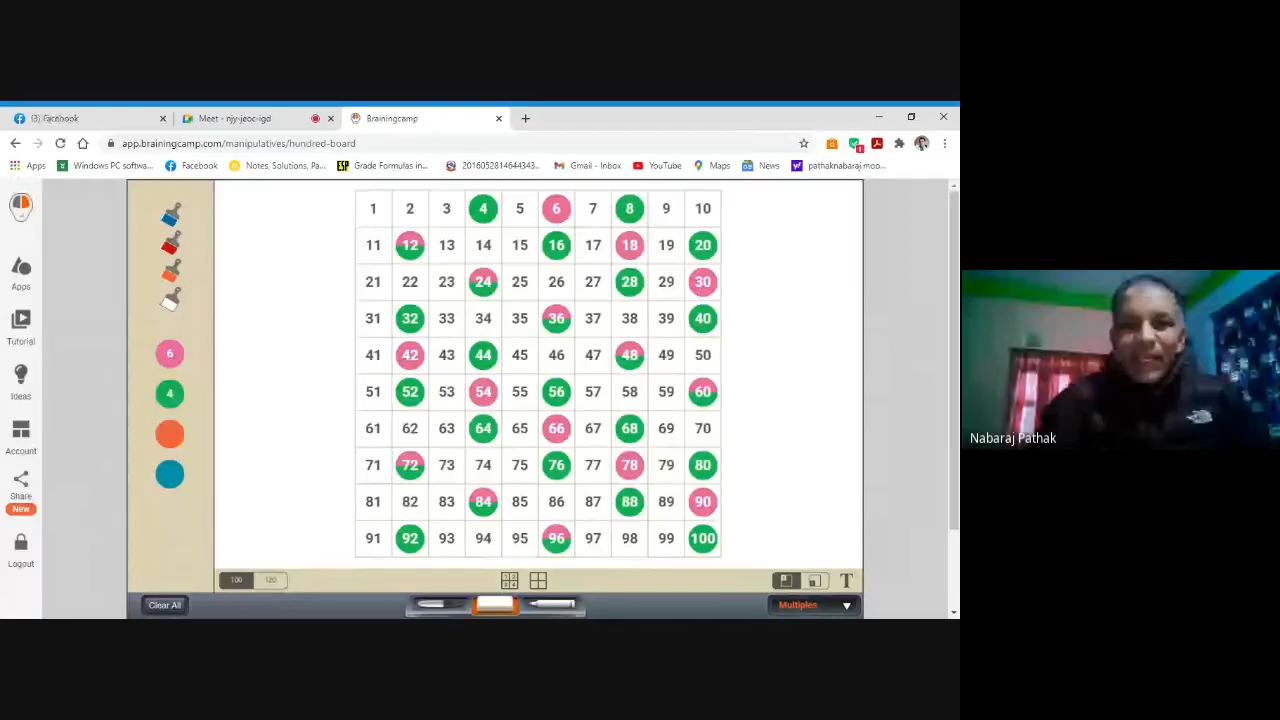 (3) Facebook
Meet - njy-jeoc-igd
Brainingcamp
app.brainingcamp.com/manipulatives/hundred-board
Apps
Windows PC softwa...
Facebook
Notes, Solutions, Pa...
Grade Formulas in...
2016052814644343...
Gmail - Inbox
YouTube
Maps
News
pathaknabaraj.moo...
Apps
Tutorial
Ideas
Account
Share
New
Logout
6
4
1 2 3 4 5 6 7 8 9 10
11 12 13 14 15 16 17 18 19 20
21 22 23 24 25 26 27 28 29 30
31 32 33 34 35 36 37 38 39 40
41 42 43 44 45 46 47 48 49 50
51 52 53 54 55 56 57 58 59 60
61 62 63 64 65 66 67 68 69 70
71 72 73 74 75 76 77 78 79 80
81 82 83 84 85 86 87 88 89 90
91 92 93 94 95 96 97 98 99 100
100 120
T
Clear All
Multiples
Nabaraj Pathak